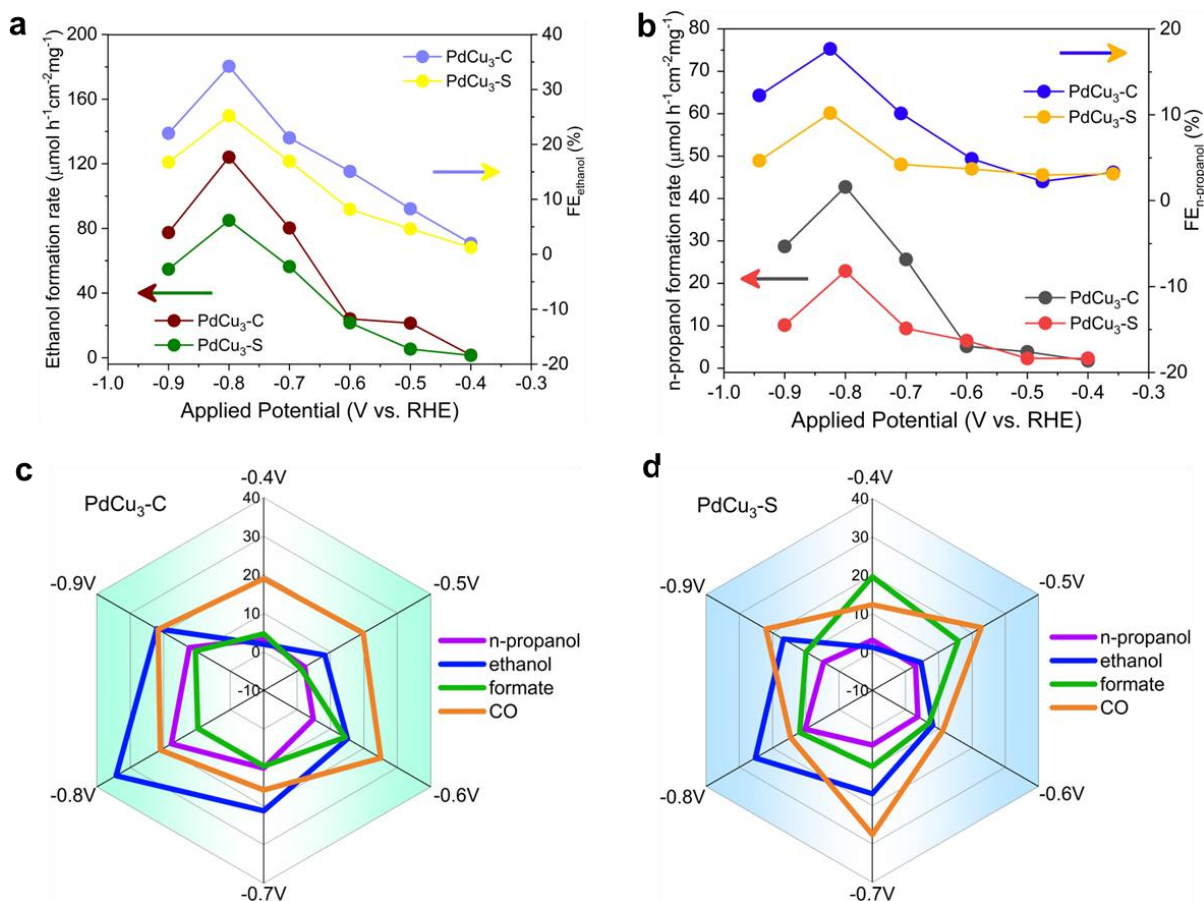 a
Ethanol formation rate (μmol h⁻¹cm⁻²mg⁻¹)
200
160
120
80
40
0
40
30
20
10
0
-10
-20
FE_ethanol (%)
PdCu₃-C
PdCu₃-S
PdCu₃-C
PdCu₃-S
-1.0 -0.9 -0.8 -0.7 -0.6 -0.5 -0.4 -0.3
Applied Potential (V vs. RHE)
b
n-propanol formation rate (μmol h⁻¹cm⁻²mg⁻¹)
80
70
60
50
40
30
20
10
0
20
10
0
-10
-20
FE_n-propanol (%)
PdCu₃-C
PdCu₃-S
PdCu₃-C
PdCu₃-S
-1.0 -0.9 -0.8 -0.7 -0.6 -0.5 -0.4 -0.3
Applied Potential (V vs. RHE)
c
PdCu₃-C
-0.4V
-0.5V
-0.6V
-0.7V
-0.8V
-0.9V
40
30
20
10
0
-10
n-propanol
ethanol
formate
CO
d
PdCu₃-S
-0.4V
-0.5V
-0.6V
-0.7V
-0.8V
-0.9V
40
30
20
10
0
-10
n-propanol
ethanol
formate
CO